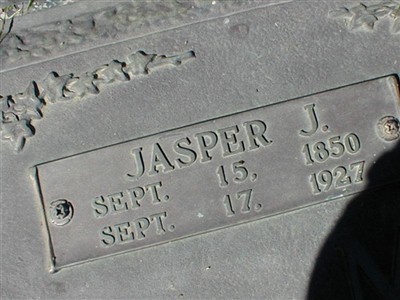 JASPER J.
SEPT. 15, 1850
SEPT. 17, 1927